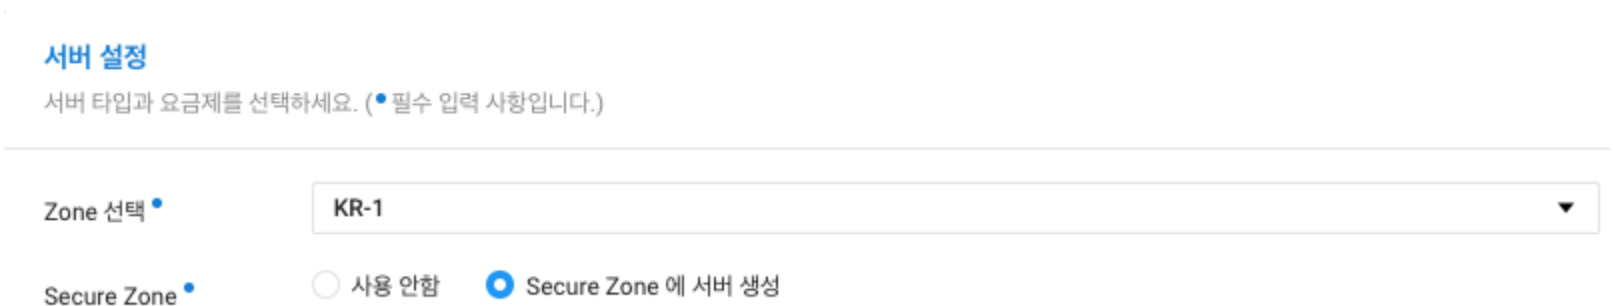 서버 설정
서버 타입과 요금제를 선택하세요. (• 필수 입력 사항입니다.)
Zone 선택 •
KR-1
Secure Zone •
사용 안함
Secure Zone 에 서버 생성